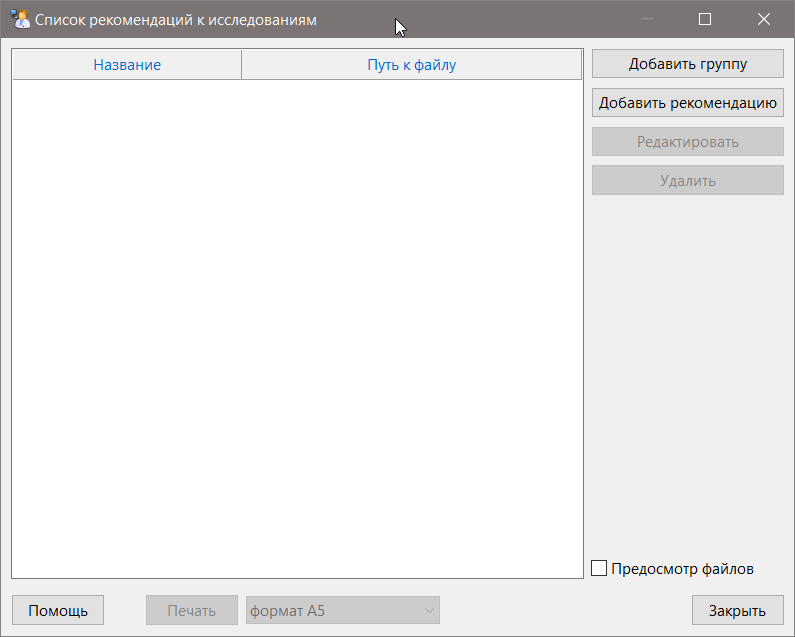 Список рекомендаций к исследованиям
Название Путь к файлу
Добавить группу
Добавить рекомендацию
Редактировать
Удалить
Предосмотр файлов
Помощь Печать формат А5 Закрыть